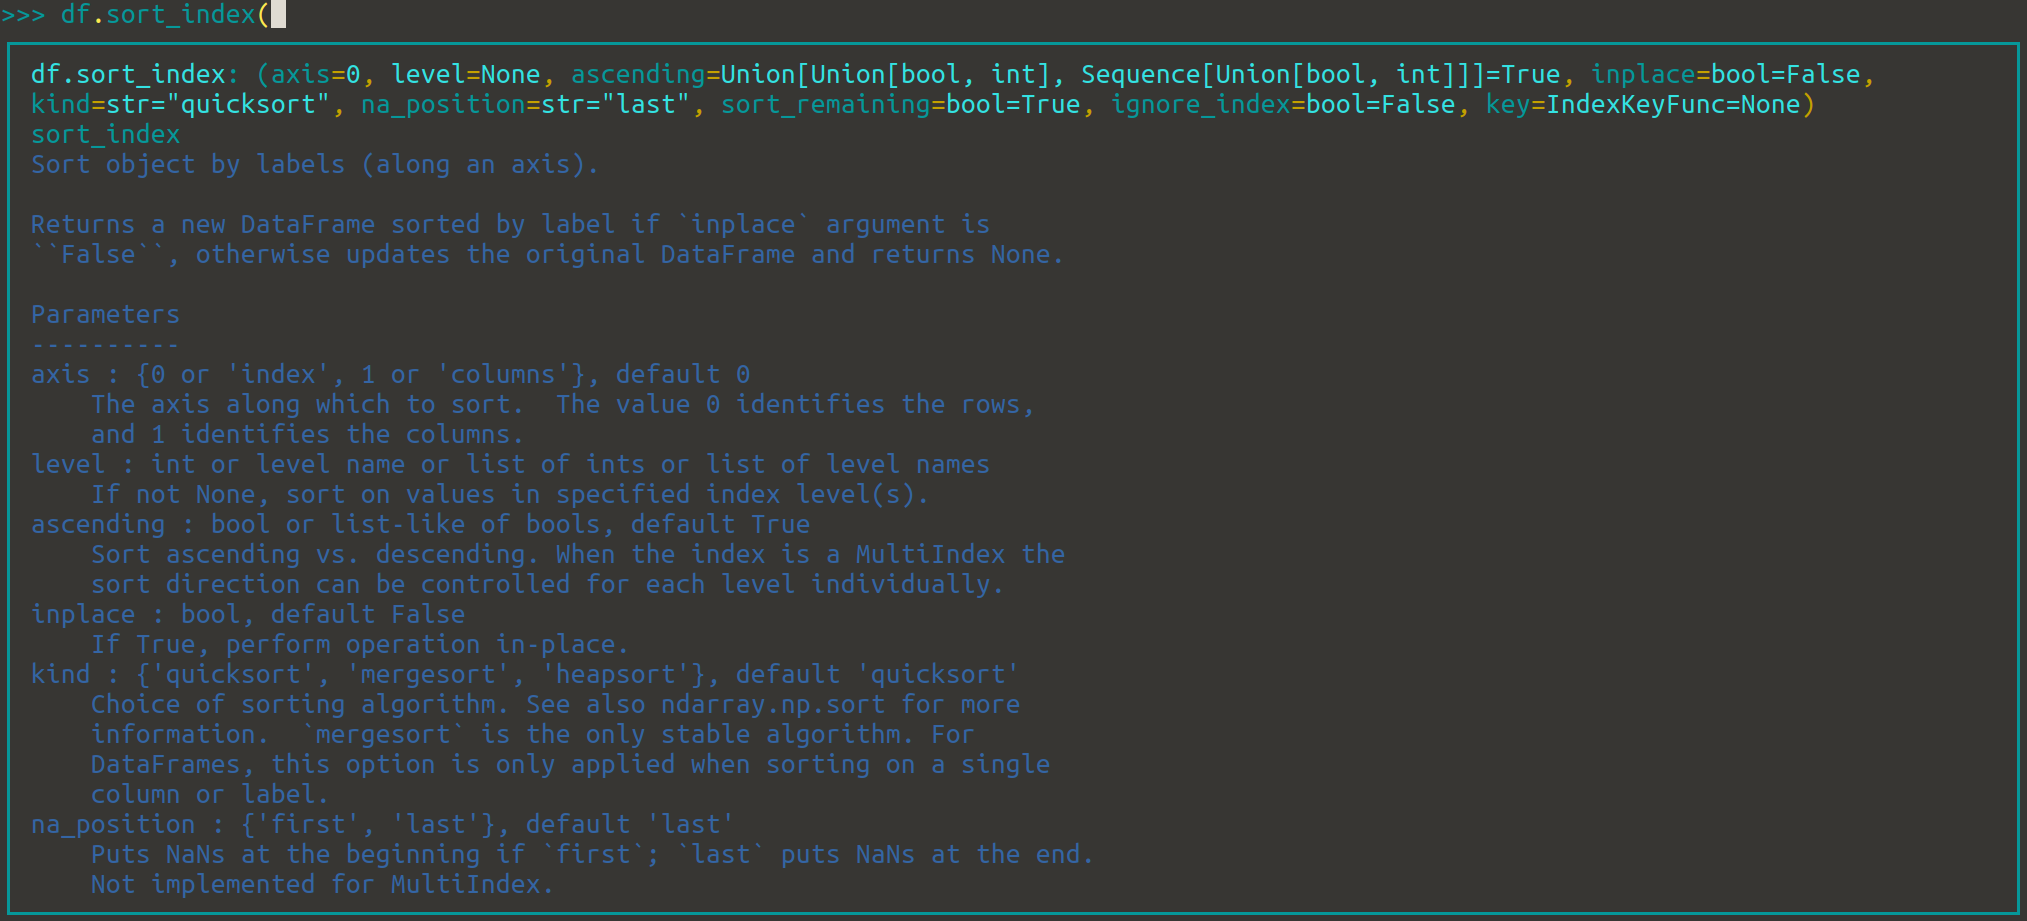 >>> df.sort_index(
df.sort_index: (axis=0, level=None, ascending=Union[Union[bool, int], Sequence[Union[bool, int]]]=True, inplace=bool=False,
kind=str="quicksort", na_position=str="last", sort_remaining=bool=True, ignore_index=bool=False, key=IndexKeyFunc=None)
sort_index
Sort object by labels (along an axis).

Returns a new DataFrame sorted by label if `inplace` argument is
``False``, otherwise updates the original DataFrame and returns None.

Parameters
----------
axis : {0 or 'index', 1 or 'columns'}, default 0
    The axis along which to sort.  The value 0 identifies the rows,
    and 1 identifies the columns.
level : int or level name or list of ints or list of level names
    If not None, sort on values in specified index level(s).
ascending : bool or list-like of bools, default True
    Sort ascending vs. descending. When the index is a MultiIndex the
    sort direction can be controlled for each level individually.
inplace : bool, default False
    If True, perform operation in-place.
kind : {'quicksort', 'mergesort', 'heapsort'}, default 'quicksort'
    Choice of sorting algorithm. See also ndarray.np.sort for more
    information.  `mergesort` is the only stable algorithm. For
    DataFrames, this option is only applied when sorting on a single
    column or label.
na_position : {'first', 'last'}, default 'last'
    Puts NaNs at the beginning if `first`; `last` puts NaNs at the end.
    Not implemented for MultiIndex.